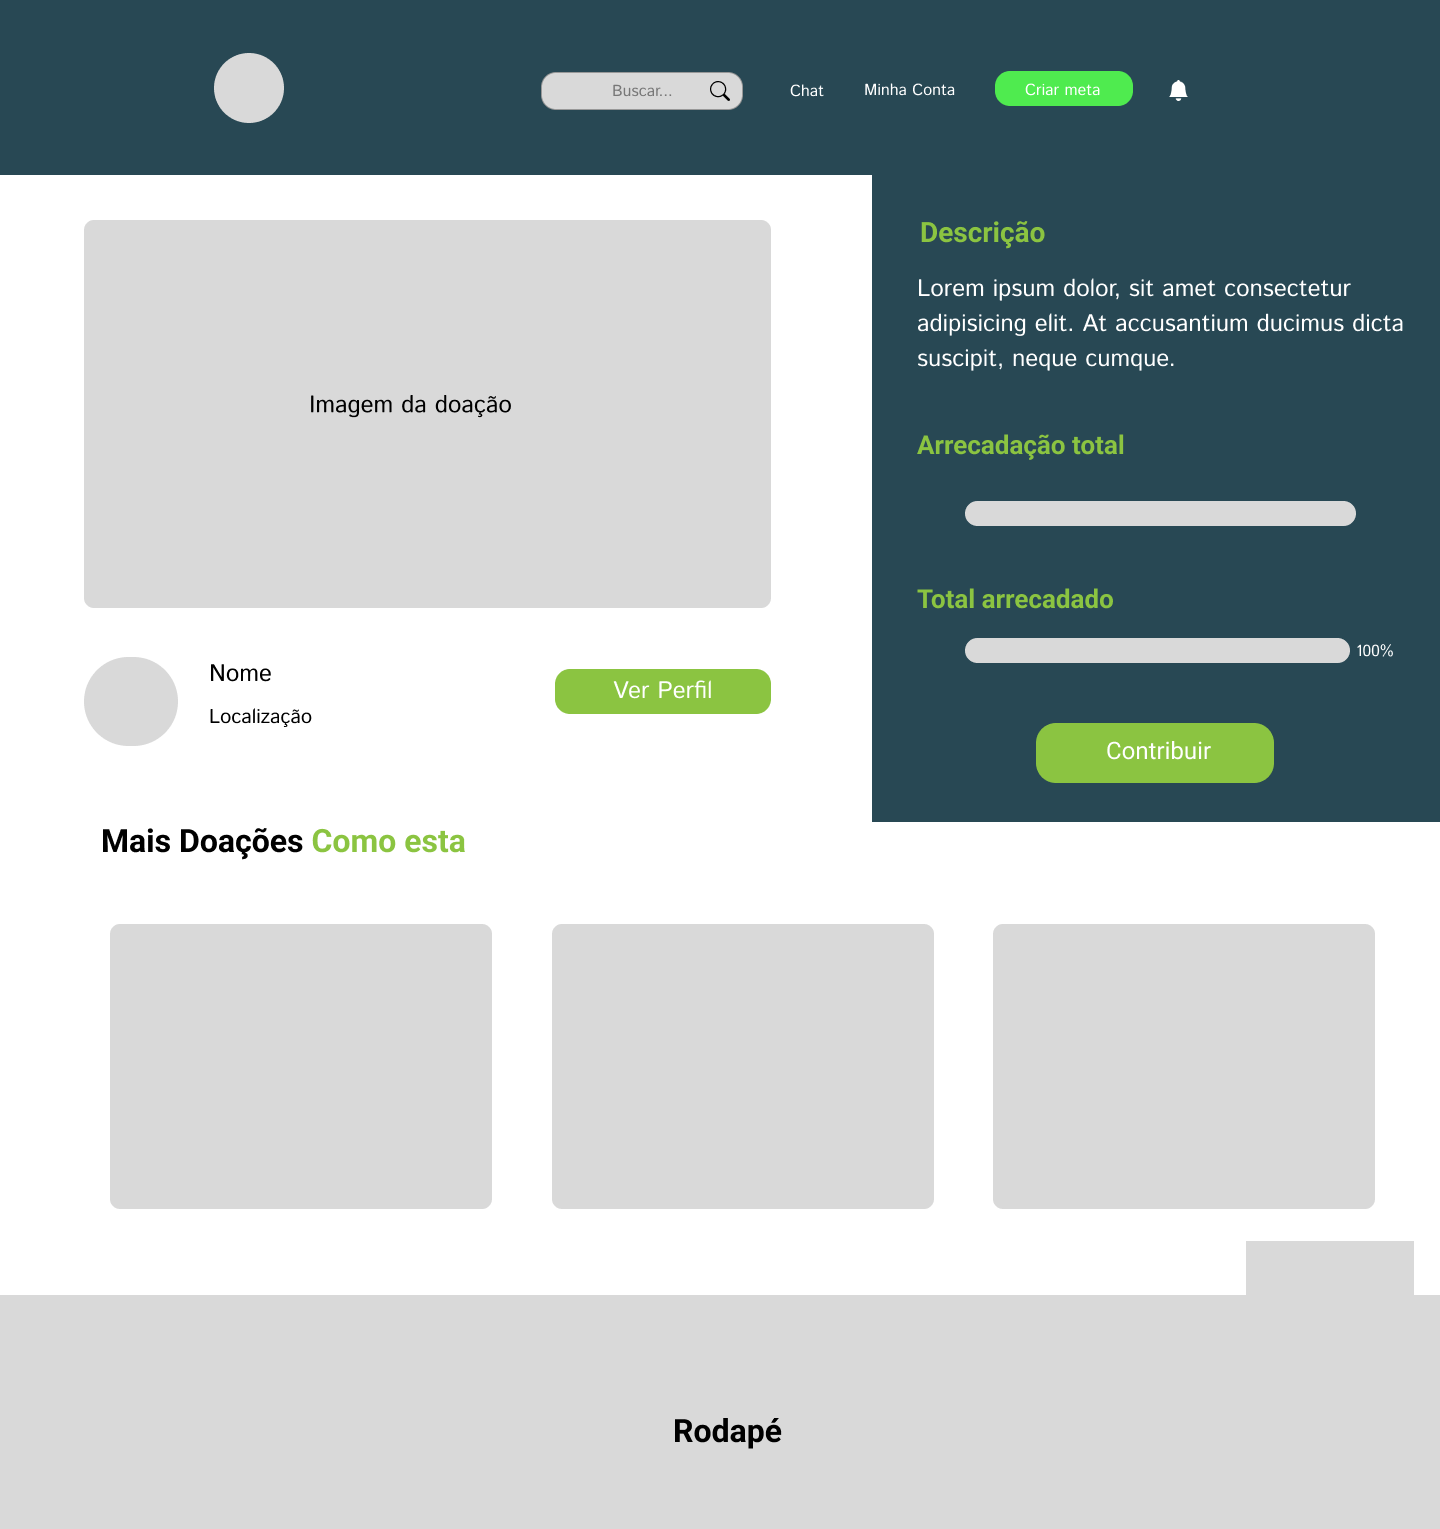 Buscar...
Chat
Minha Conta
Criar meta
Imagem da doação
Nome
Localização
Ver Perfil
Descrição
Lorem ipsum dolor, sit amet consectetur
adipisicing elit. At accusantium ducimus dicta
suscipit, neque cumque.
Arrecadação total
Total arrecadado
100%
Contribuir
Mais Doações Como esta
Rodapé